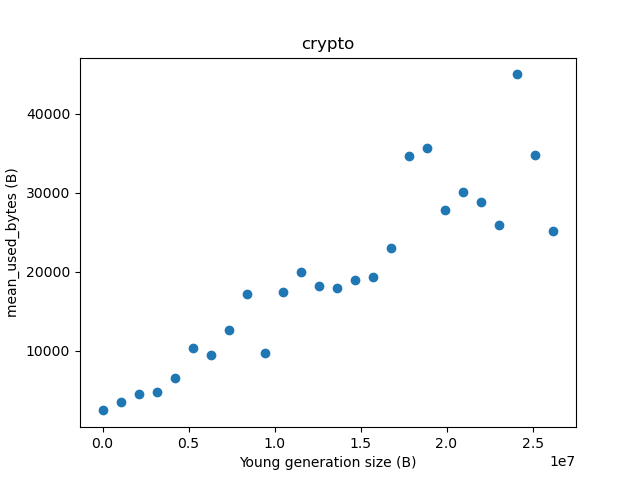 crypto
mean_used_bytes (B)
40000
30000
20000
10000
0.0 0.5 1.0 1.5 2.0 2.5
1e7
Young generation size (B)